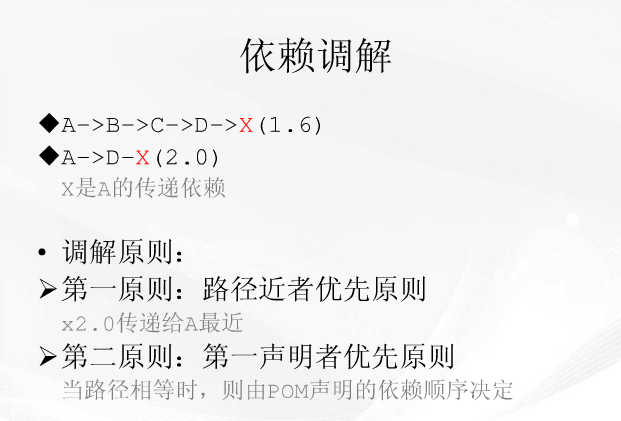 依赖调解
◆A->B->C->D->X(1.6)
◆A->D-X(2.0)
X是A的传递依赖
• 调解原则：
➢第一原则：路径近者优先原则
x2.0传递给A最近
➢第二原则：第一声明者优先原则
当路径相等时，则由POM声明的依赖顺序决定